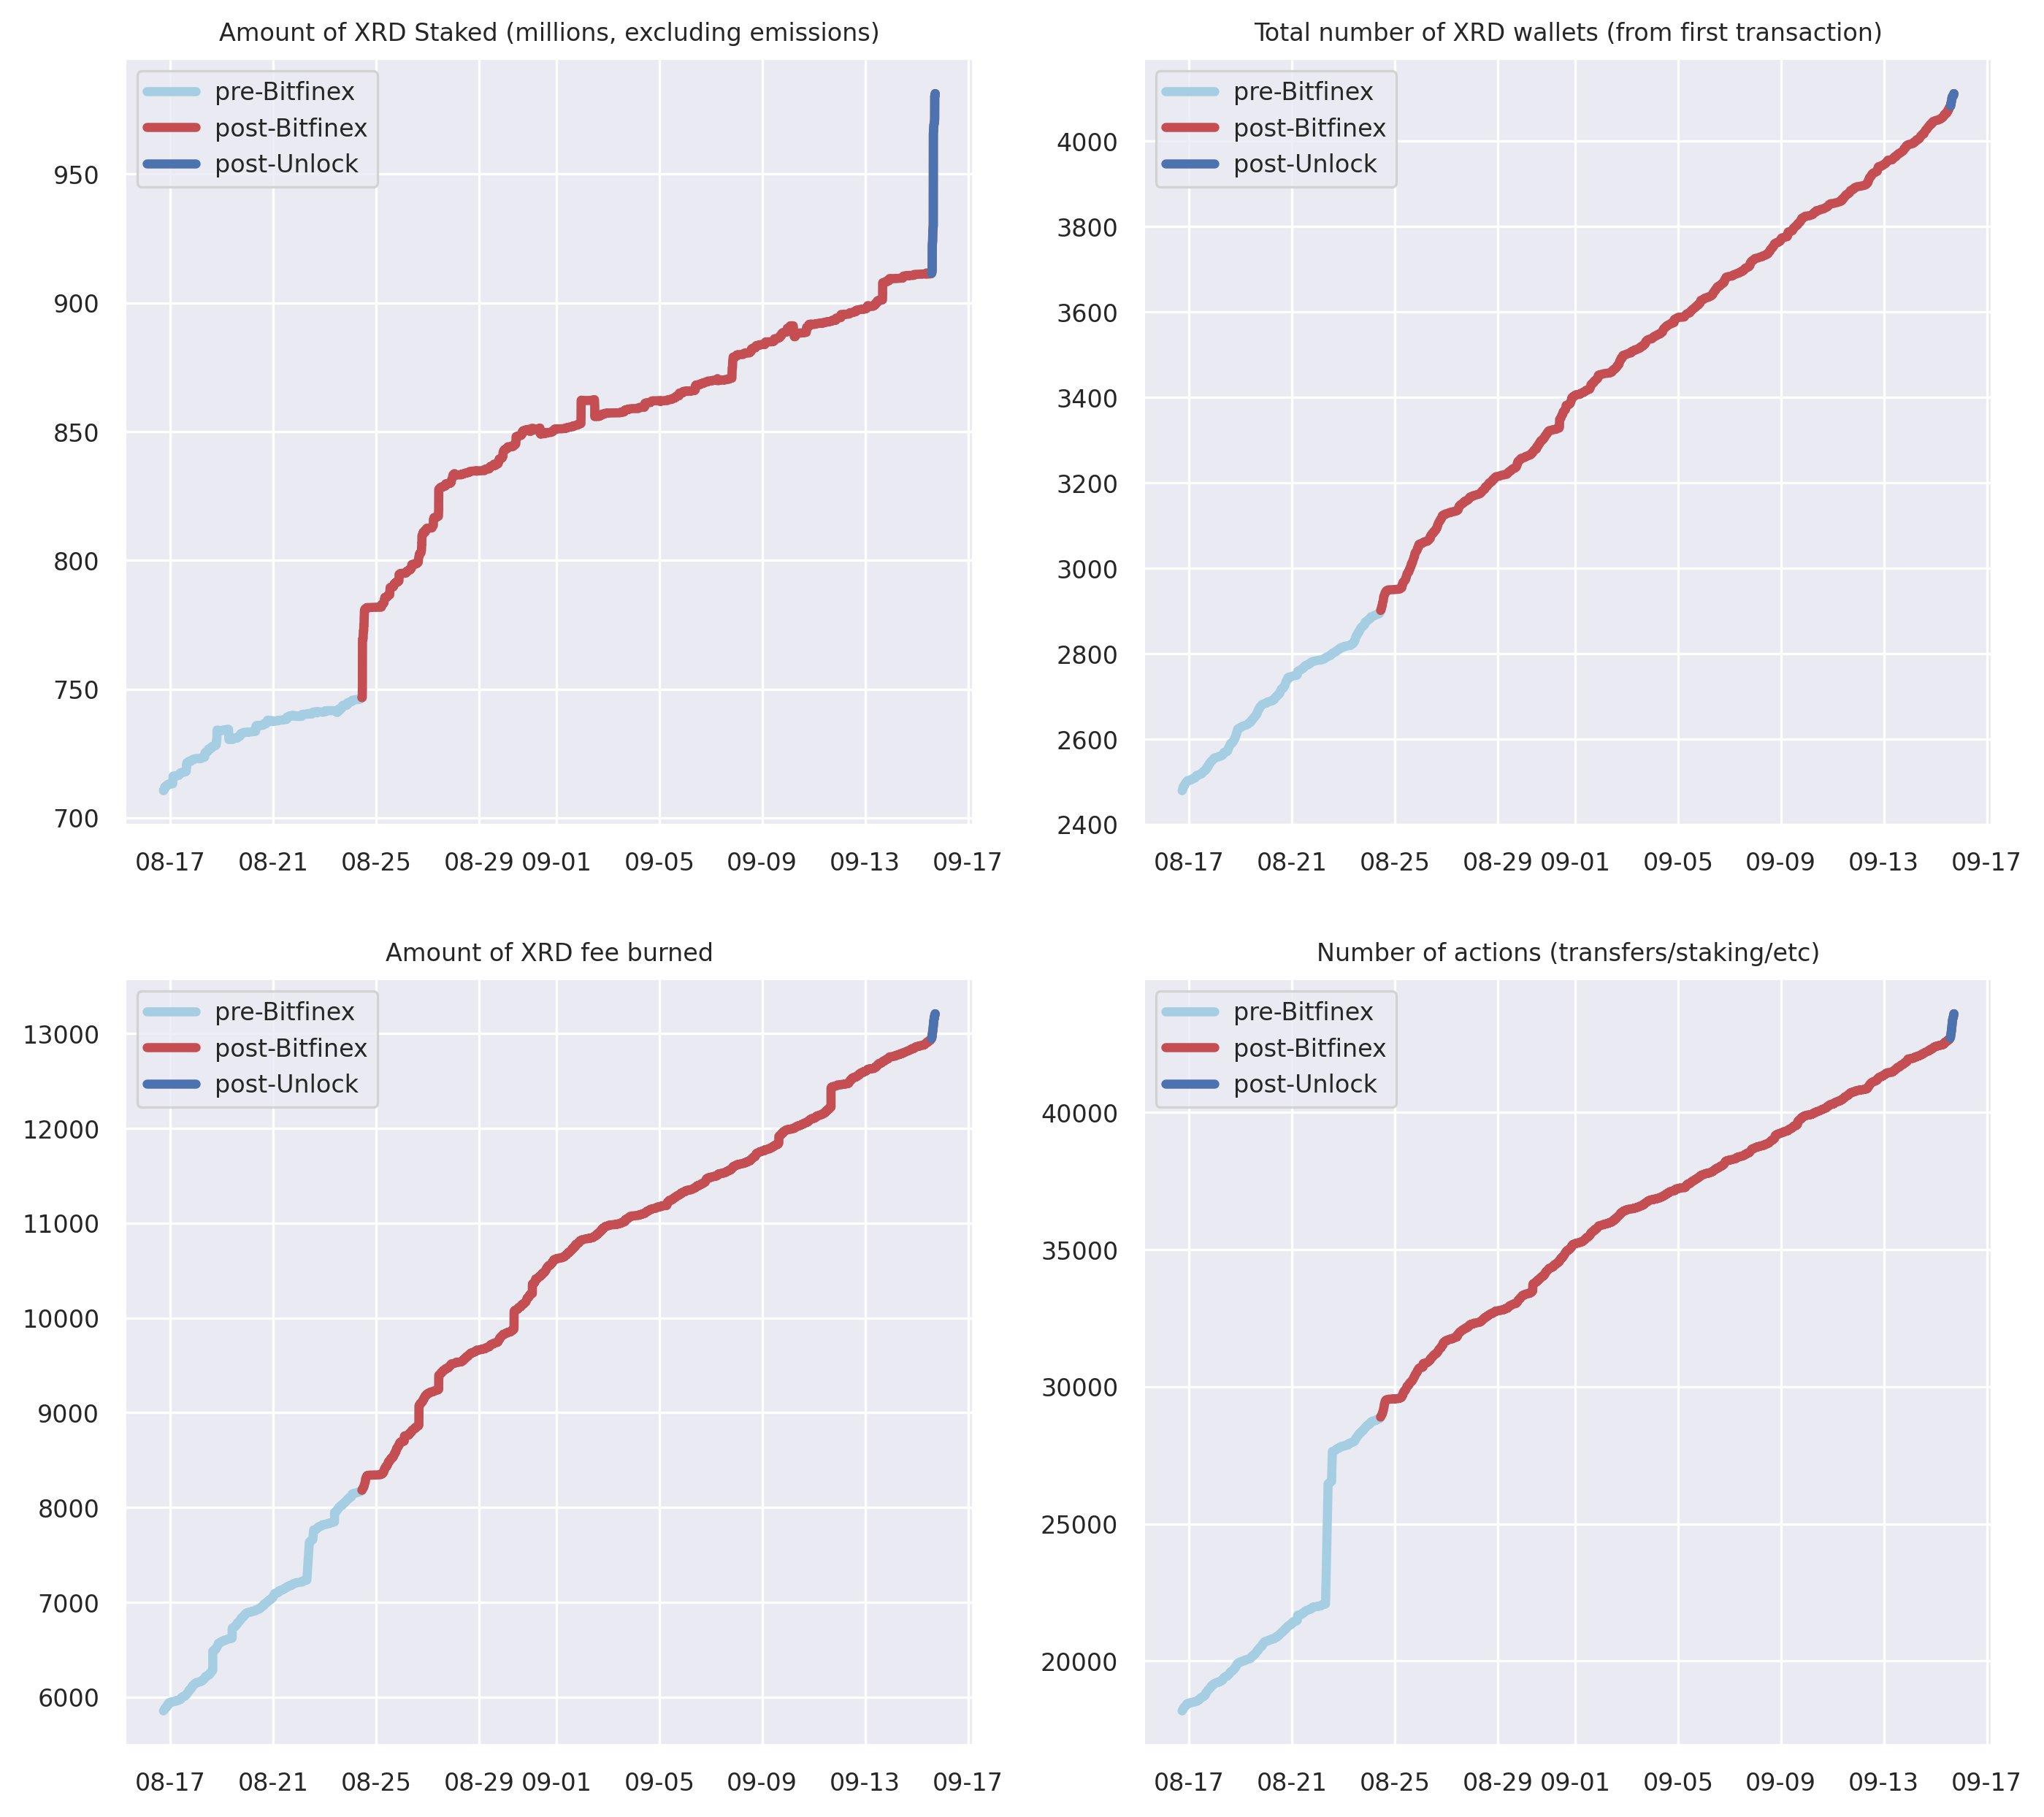 Amount of XRD Staked (millions, excluding emissions)
pre-Bitfinex
post-Bitfinex
post-Unlock
950
900
850
800
750
700
08-17 08-21 08-25 08-29 09-01 09-05 09-09 09-13 09-17
Total number of XRD wallets (from first transaction)
pre-Bitfinex
post-Bitfinex
post-Unlock
4000
3800
3600
3400
3200
3000
2800
2600
2400
08-17 08-21 08-25 08-29 09-01 09-05 09-09 09-13 09-17
Amount of XRD fee burned
pre-Bitfinex
post-Bitfinex
post-Unlock
13000
12000
11000
10000
9000
8000
7000
6000
08-17 08-21 08-25 08-29 09-01 09-05 09-09 09-13 09-17
Number of actions (transfers/staking/etc)
pre-Bitfinex
post-Bitfinex
post-Unlock
40000
35000
30000
25000
20000
08-17 08-21 08-25 08-29 09-01 09-05 09-09 09-13 09-17